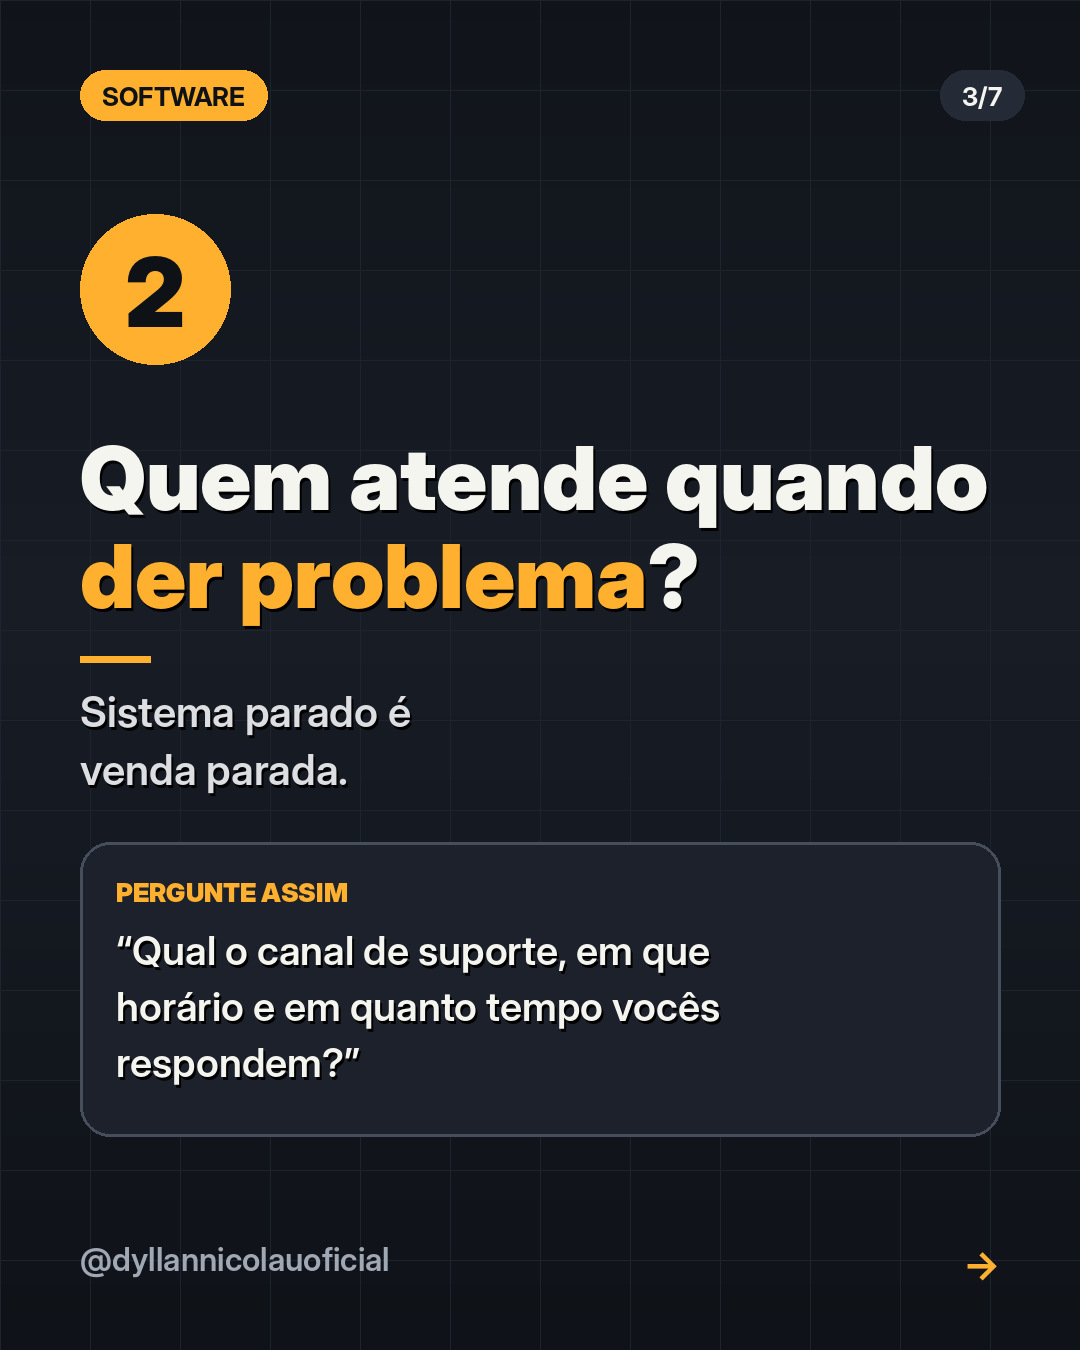 SOFTWARE
3/7
2
Quem atende quando
der problema?
Sistema parado é
venda parada.
PERGUNTE ASSIM
“Qual o canal de suporte, em que
horário e em quanto tempo vocês
respondem?”
@dyllannicolauoficial
→